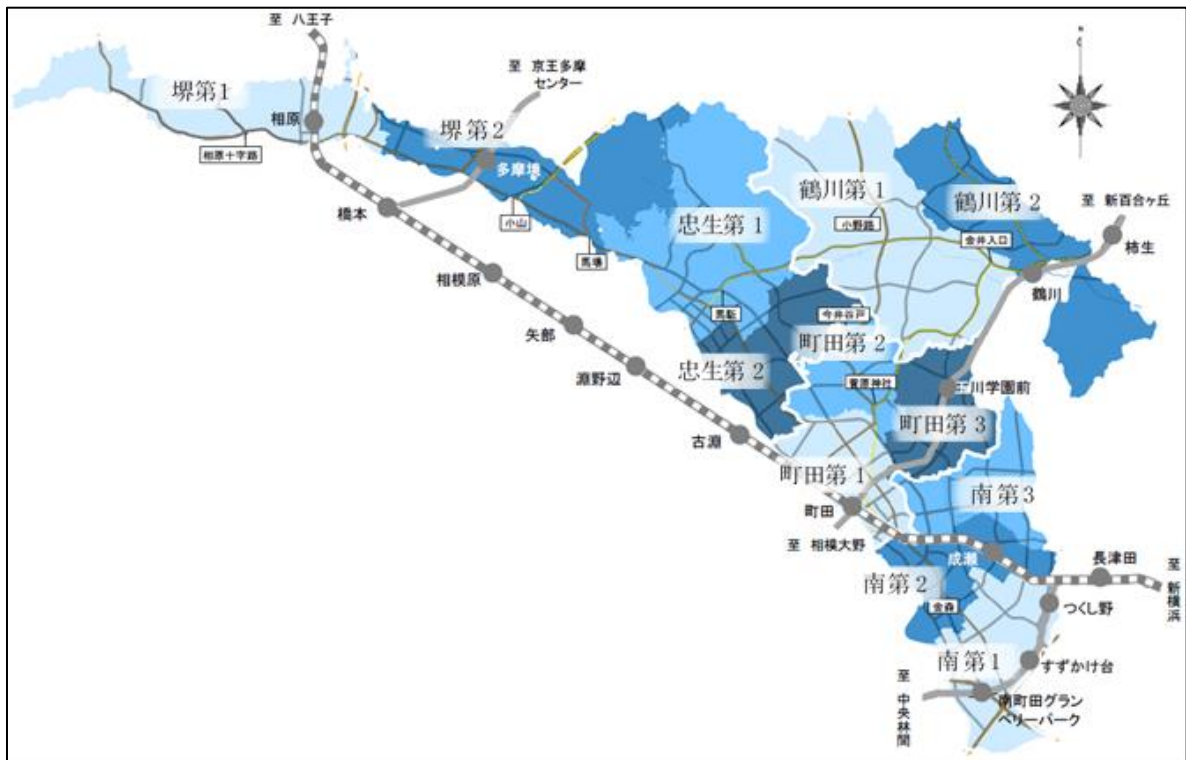 至 八王子
N
至 京王多摩
センター
堺第1
相原
堺第2
相原十字路
多摩境
鶴川第1
鶴川第2
至 新百合ヶ丘
橋本
小山
忠生第1
小野路
金井入口
柿生
馬場
相模原
鶴川
馬駈
今井谷戸
矢部
町田第2
淵野辺
忠生第2
菅原神社
玉川学園前
町田第3
古淵
町田第1
南第3
町田
至 相模大野
成瀬
長津田
至 新横浜
南第2
金森
つくし野
南第1
すずかけ台
至 中央林間
南町田グラン
ベリーパーク